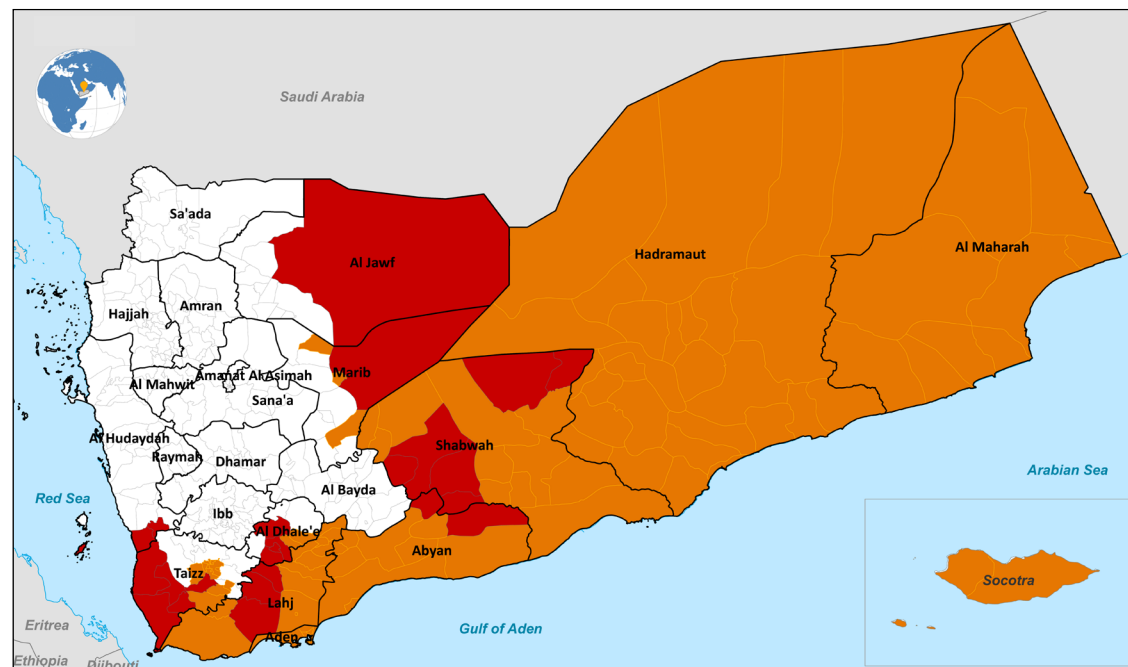 Saudi Arabia
Sa'ada
Al Jawf
Hadramaut
Al Maharah
Hajjah
Amran
Marib
Al Mahwit
Amanat Al Asimah
Sana'a
Al Hudaydah
Raymah
Dhamar
Shabwah
Al Bayda
Arabian Sea
Red Sea
Ibb
Al Dhale'e
Abyan
Taizz
Socotra
Lahj
Eritrea
Gulf of Aden
Aden
Ethiopia
Djibouti